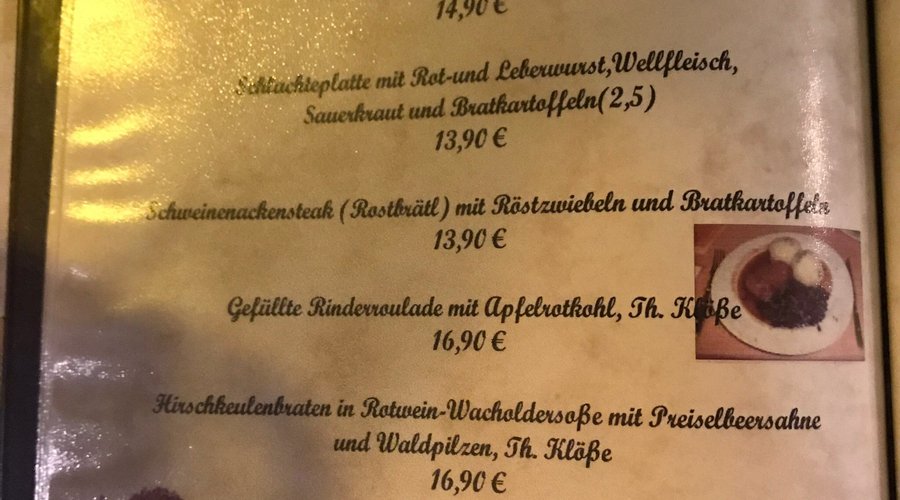 14,90 €
Schlachteplatte mit Rot-und Leberwurst,Wellfleisch,
Sauerkraut und Bratkartoffeln(2,5)
13,90 €
Schweinenackensteak (Rostbrätl) mit Röstzwiebeln und Bratkartoffeln
13,90 €
Gefüllte Rinderroulade mit Apfelrotkohl, Th. Klöße
16,90 €
Hirschkeulenbraten in Rotwein-Wacholdersoße mit Preiselbeersahne
und Waldpilzen, Th. Klöße
16,90 €